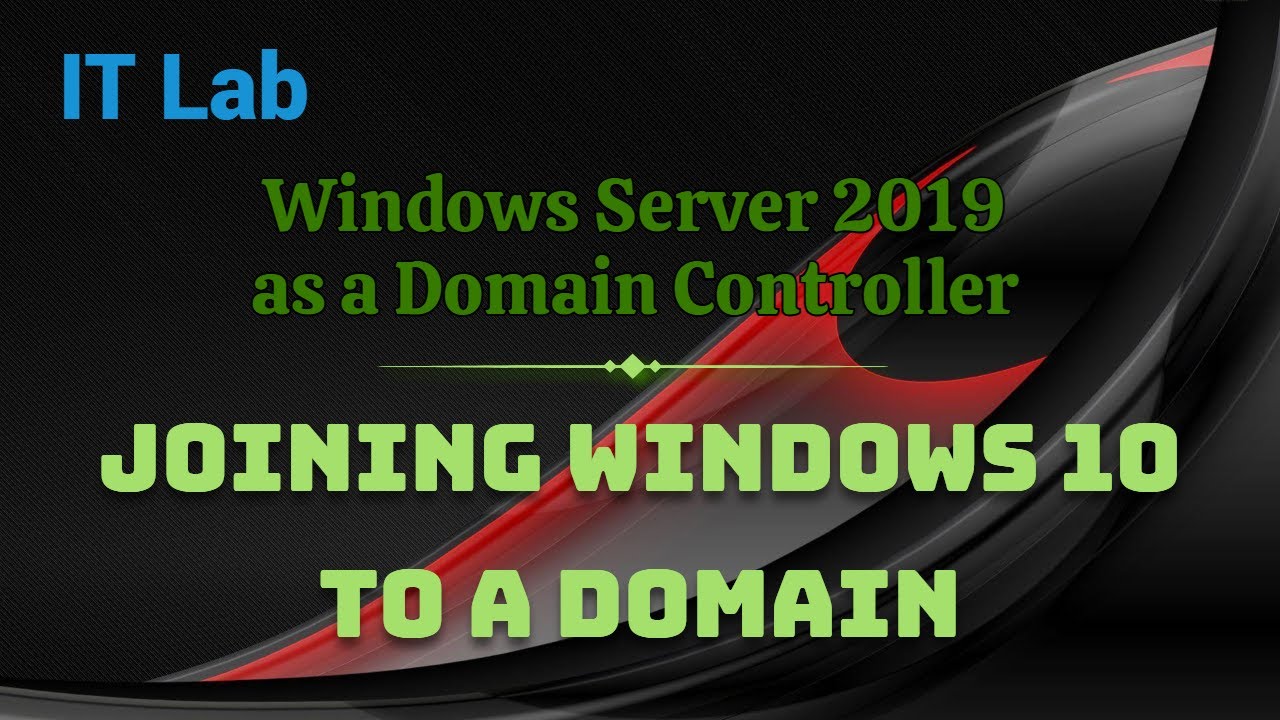 IT Lab
Windows Server 2019
as a Domain Controller
JOINING WINDOWS 10
TO A DOMAIN